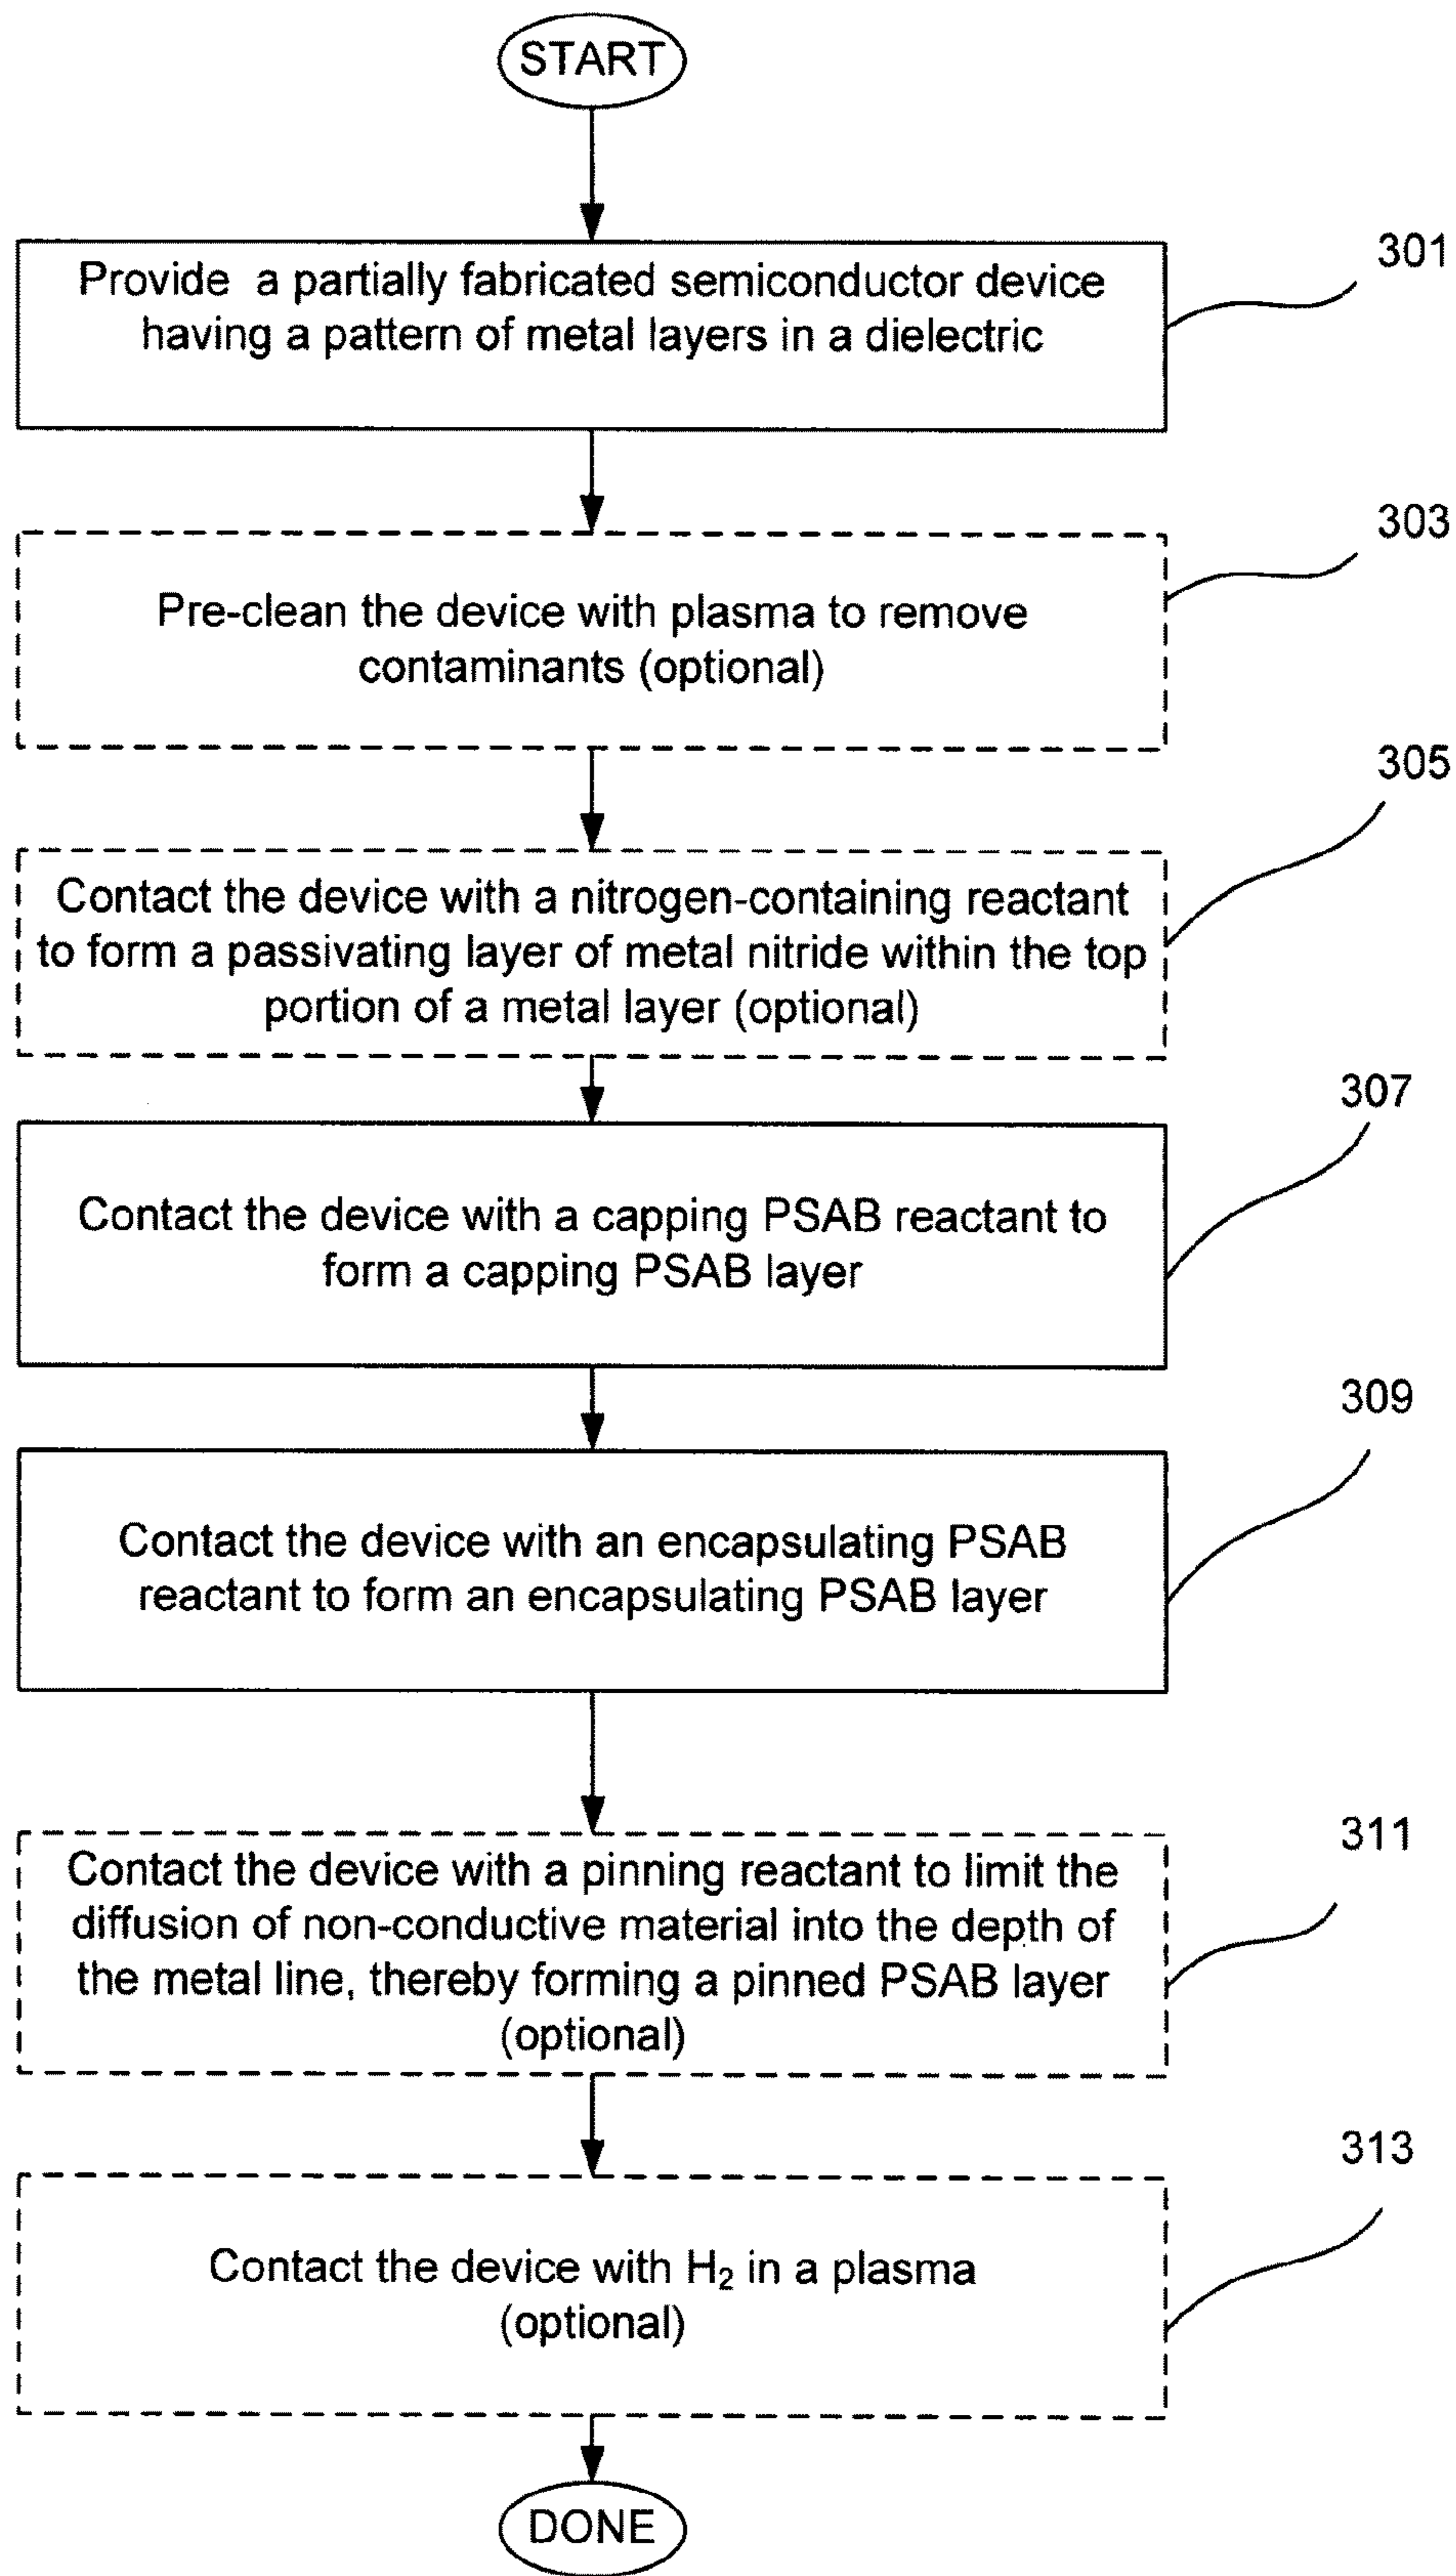 START
Provide a partially fabricated semiconductor device
having a pattern of metal layers in a dielectric
301
Pre-clean the device with plasma to remove
contaminants (optional)
303
Contact the device with a nitrogen-containing reactant
to form a passivating layer of metal nitride within the top
portion of a metal layer (optional)
305
Contact the device with a capping PSAB reactant to
form a capping PSAB layer
307
Contact the device with an encapsulating PSAB
reactant to form an encapsulating PSAB layer
309
Contact the device with a pinning reactant to limit the
diffusion of non-conductive material into the depth of
the metal line, thereby forming a pinned PSAB layer
(optional)
311
Contact the device with H₂ in a plasma
(optional)
313
DONE